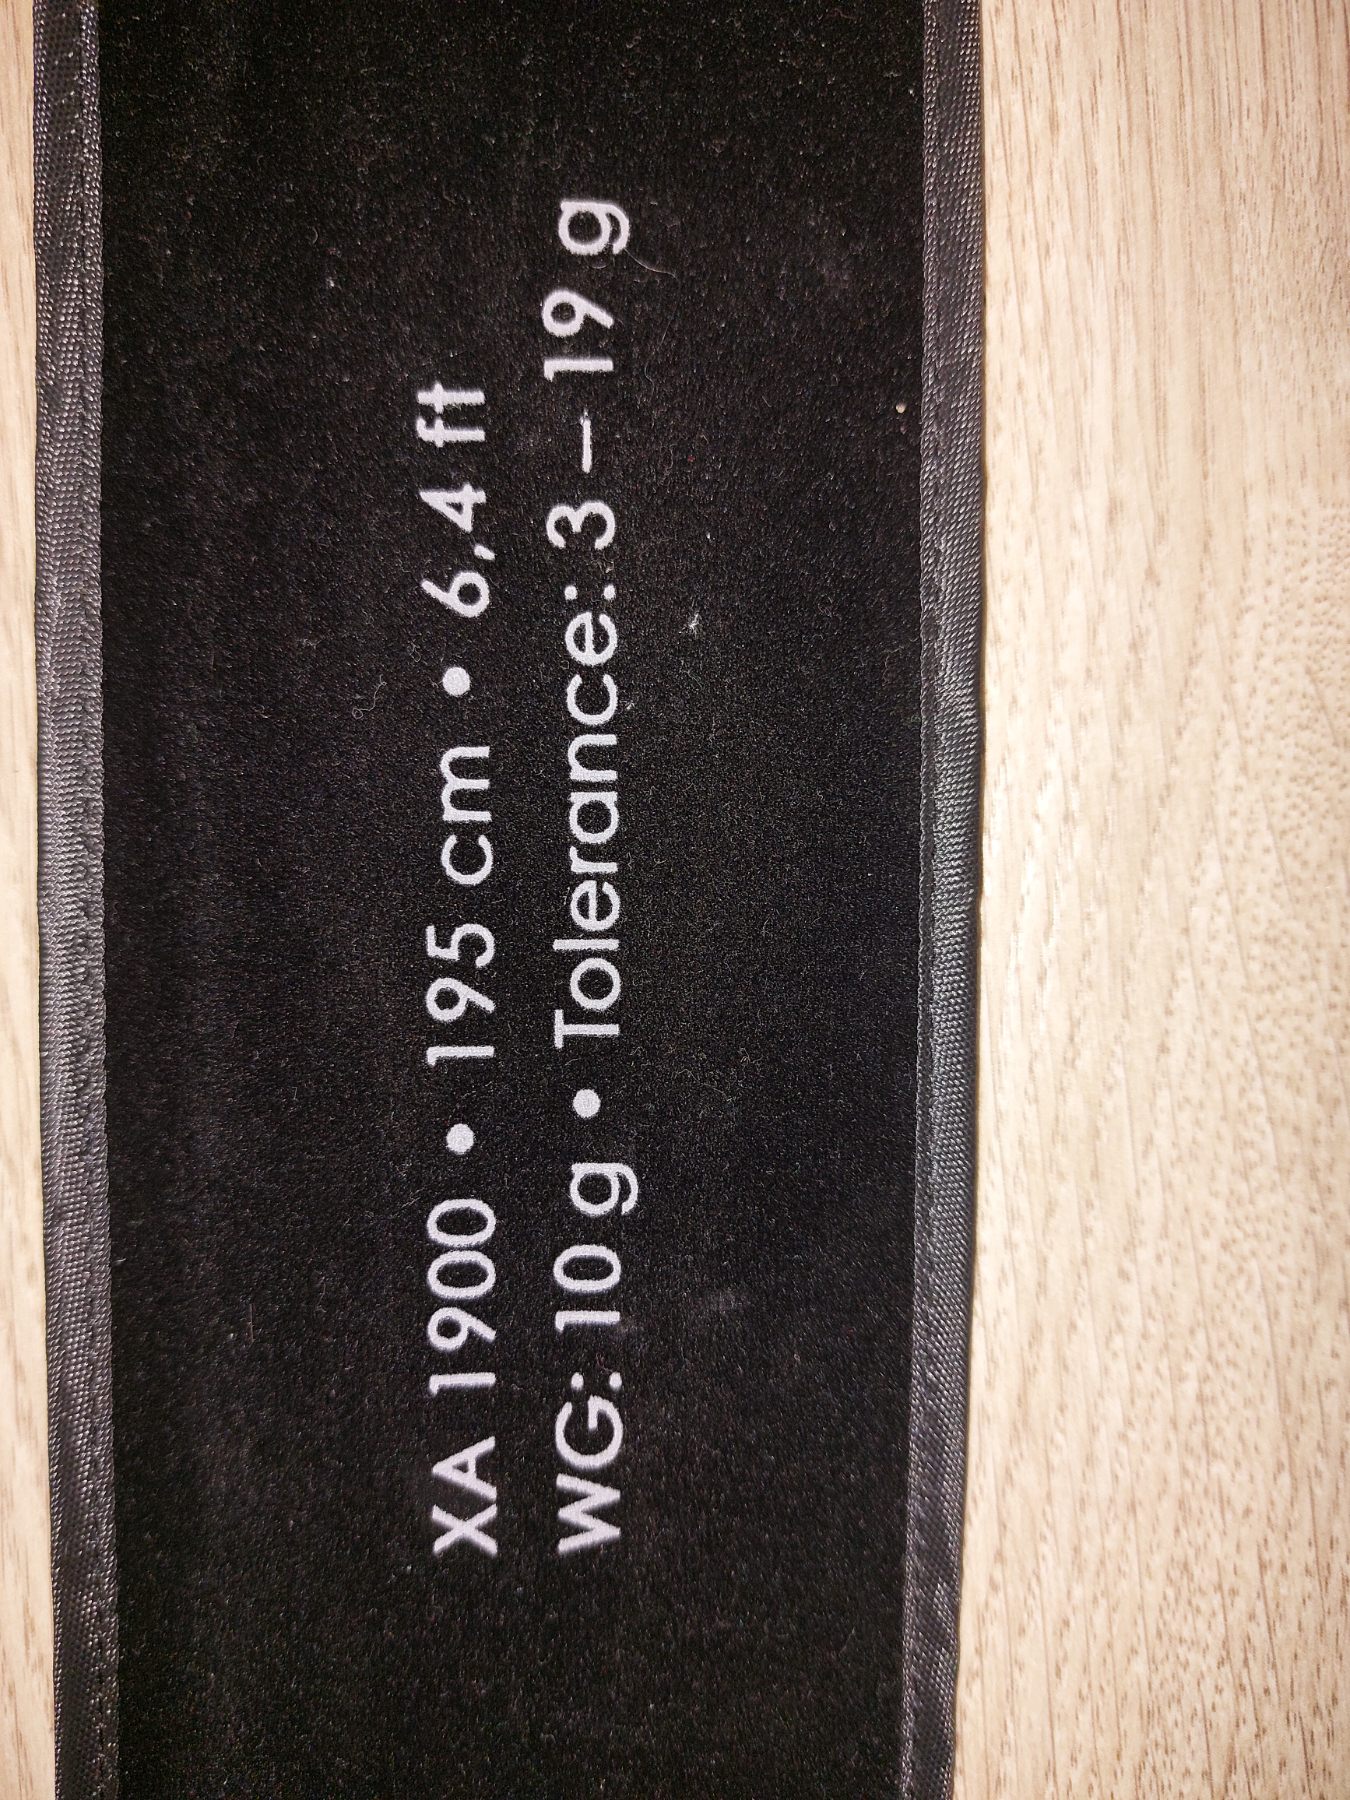 XA 1900 • 195 cm • 6,4 ft
WG: 10 g • Tolerance: 3 – 19 g